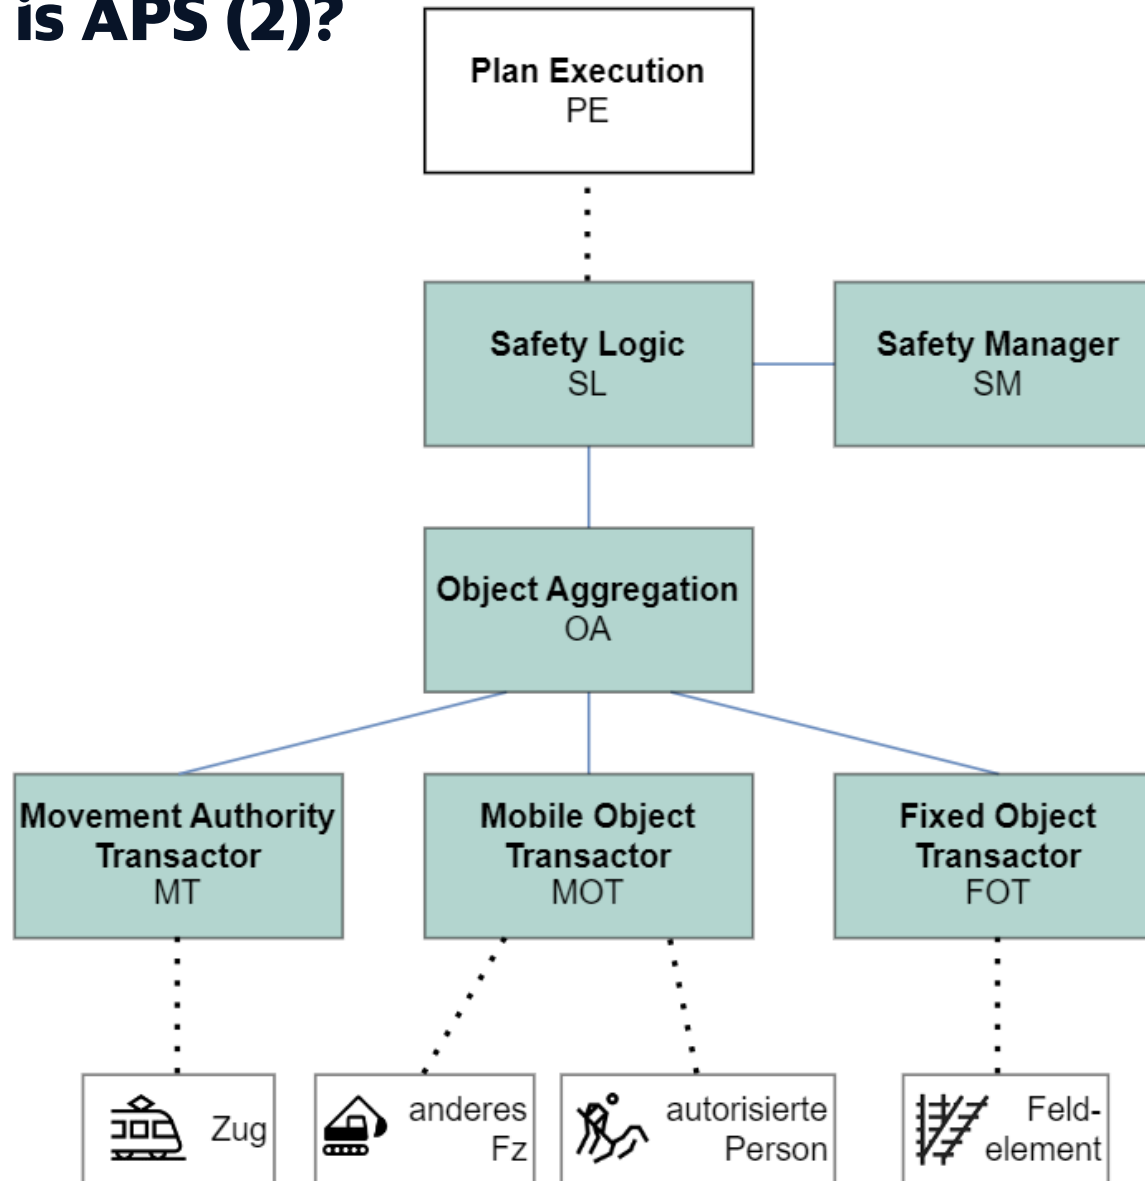 is APS (2)?
Plan Execution
PE
Safety Logic
SL
Safety Manager
SM
Object Aggregation
OA
Movement Authority
Transactor
MT
Mobile Object
Transactor
MOT
Fixed Object
Transactor
FOT
Zug
anderes
Fz
autorisierte
Person
Feld-
element